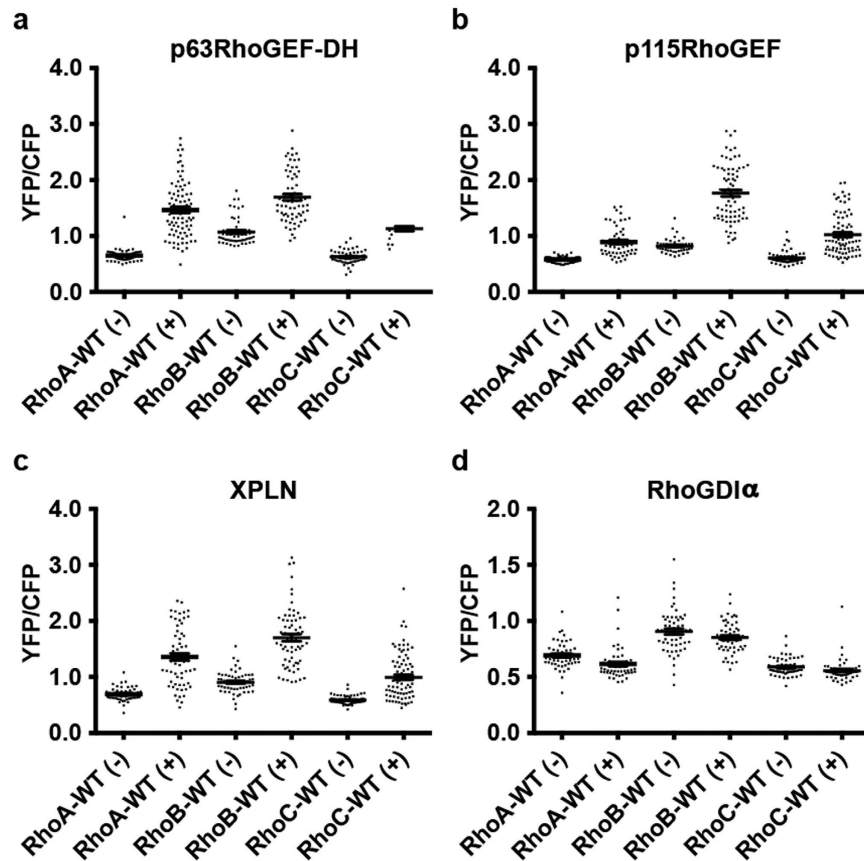 a
p63RhoGEF-DH
YFP/CFP
4.0
3.0
2.0
1.0
0.0
RhoA-WT (-)
RhoA-WT (+)
RhoB-WT (-)
RhoB-WT (+)
RhoC-WT (-)
RhoC-WT (+)
b
p115RhoGEF
YFP/CFP
4.0
3.0
2.0
1.0
0.0
RhoA-WT (-)
RhoA-WT (+)
RhoB-WT (-)
RhoB-WT (+)
RhoC-WT (-)
RhoC-WT (+)
c
XPLN
YFP/CFP
4.0
3.0
2.0
1.0
0.0
RhoA-WT (-)
RhoA-WT (+)
RhoB-WT (-)
RhoB-WT (+)
RhoC-WT (-)
RhoC-WT (+)
d
RhoGDIα
YFP/CFP
2.0
1.5
1.0
0.5
0.0
RhoA-WT (-)
RhoA-WT (+)
RhoB-WT (-)
RhoB-WT (+)
RhoC-WT (-)
RhoC-WT (+)